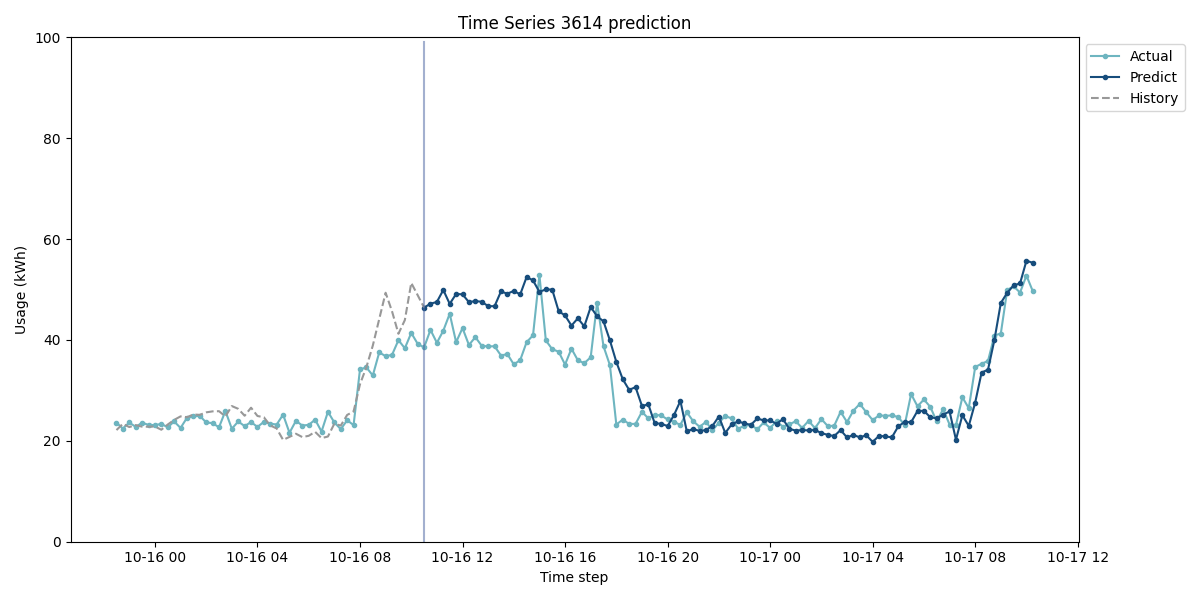 Time Series 3614 prediction
100
80
60
40
20
0
Usage (kWh)
10-16 00
10-16 04
10-16 08
10-16 12
10-16 16
10-16 20
10-17 00
10-17 04
10-17 08
10-17 12
Time step
Actual
Predict
History